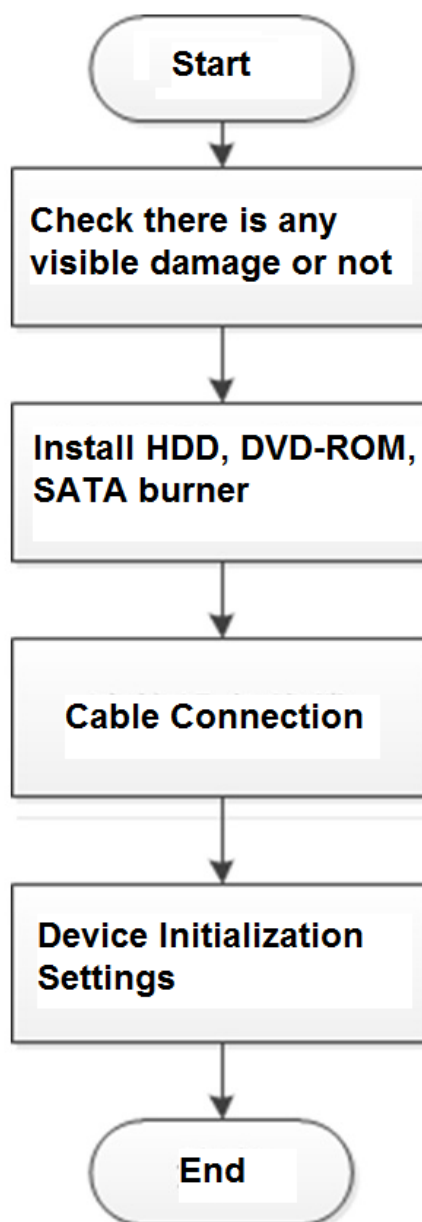 Start
Check there is any
visible damage or not
Install HDD, DVD-ROM,
SATA burner
Cable Connection
Device Initialization
Settings
End